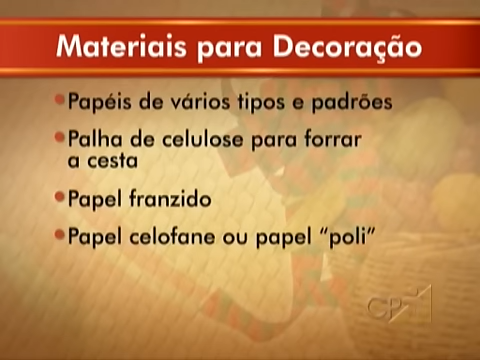 Materiais para Decoração
Papéis de vários tipos e padrões
Palha de celulose para forrar
a cesta
Papel franzido
Papel celofane ou papel “poli”
CPT